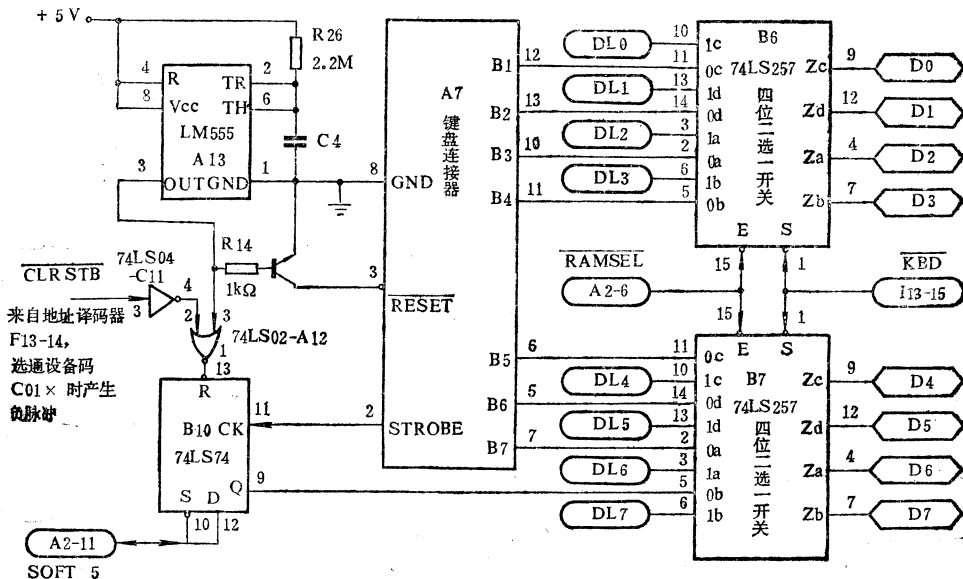 + 5V
R26
2.2M
4 R TR 2
8 Vcc TH 6
LM555
A13
3 OUT GND 1
C4
R14
1kΩ
CLR STB
74LS04
-C11
3 4
来自地址译码器
F13-14，
选通设备码
C01× 时产生
负脉冲
2 3
74LS02-A12
1
13
R
B10 CK 11
74LS74
Q 9
S D
10 12
A2-11
SOFT 5
A7
键盘连接器
8 GND
3
RESET
2 STROBE
B1 12
B2 13
B3 10
B4 11
B5 6
B6 5
B7 7
DL0
DL1
DL2
DL3
10 1c
11 0c
13 1d
14 0d
3 1a
2 0a
6 1b
5 0b
B6
74LS257
四位二选一开关
Zc 9 D0
Zd 12 D1
Za 4 D2
Zb 7 D3
E S
15 1
RAMSEL
A2-6
KBD
I13-15
15 1
E S
DL4
DL5
DL6
DL7
11 0c
10 1c
14 0d
13 1d
2 0a
3 1a
5 0b
6 1b
B7
74LS257
四位二选一开关
Zc 9 D4
Zd 12 D5
Za 4 D6
Zb 7 D7